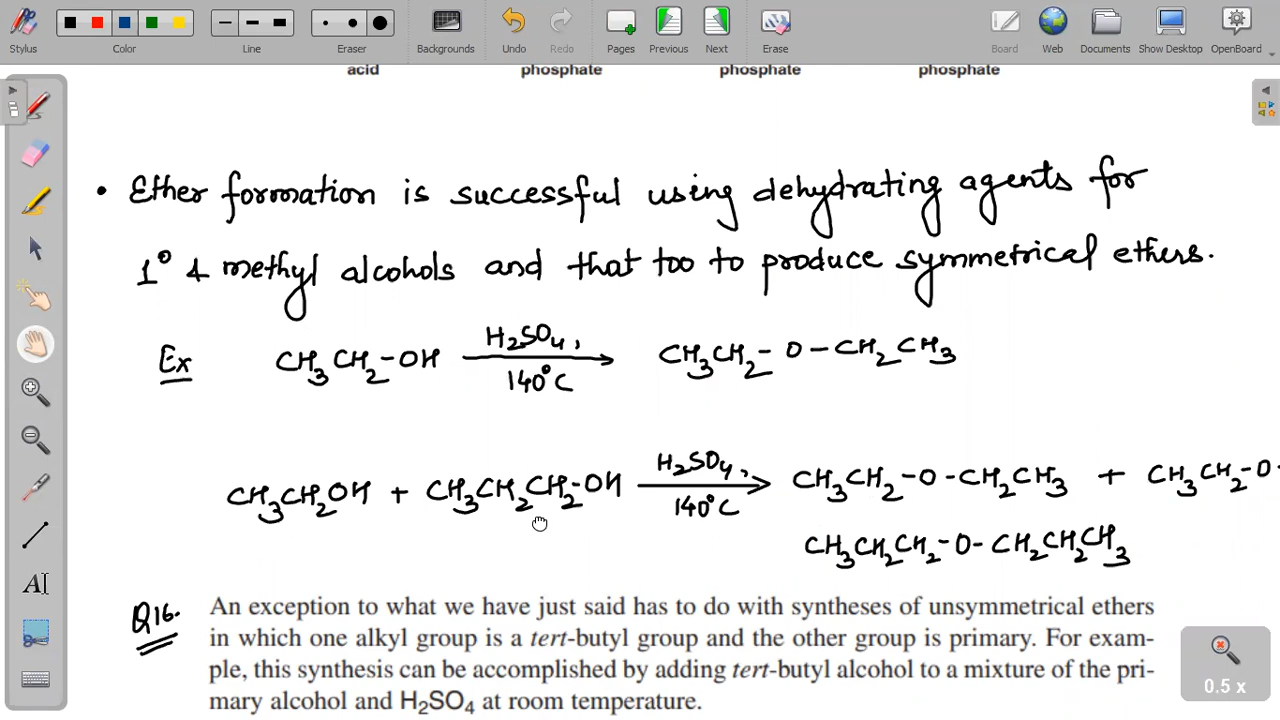 Stylus Color Line Eraser Backgrounds Undo Redo Pages Previous Next Erase Board Web Documents Show Desktop OpenBoard
acid phosphate phosphate phosphate
• Ether formation is successful using dehydrating agents for
1° & methyl alcohols and that too to produce symmetrical ethers.
Ex CH₃CH₂-OH H₂SO₄, 140°C CH₃CH₂-O-CH₂CH₃
CH₃CH₂OH + CH₃CH₂CH₂-OH H₂SO₄, 140°C CH₃CH₂-O-CH₂CH₃ + CH₃CH₂-O-
CH₃CH₂CH₂-O-CH₂CH₂CH₃
Q16. An exception to what we have just said has to do with syntheses of unsymmetrical ethers
in which one alkyl group is a tert-butyl group and the other group is primary. For exam-
ple, this synthesis can be accomplished by adding tert-butyl alcohol to a mixture of the pri-
mary alcohol and H₂SO₄ at room temperature.
0.5 x